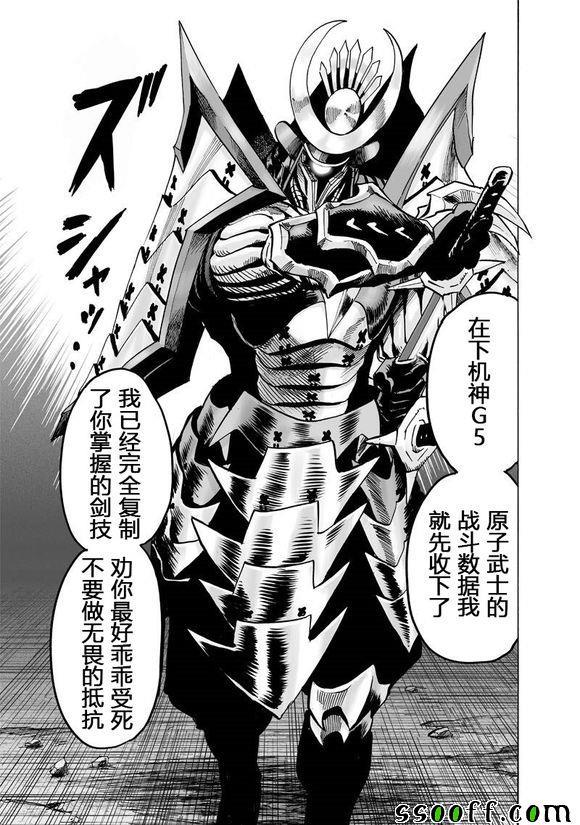 在下机神G5
原子武士的
战斗数据我
就先收下了
我已经完全复制
了你掌握的剑技
劝你最好乖乖受死
不要做无畏的抵抗
ズシャッ
ssooff.com